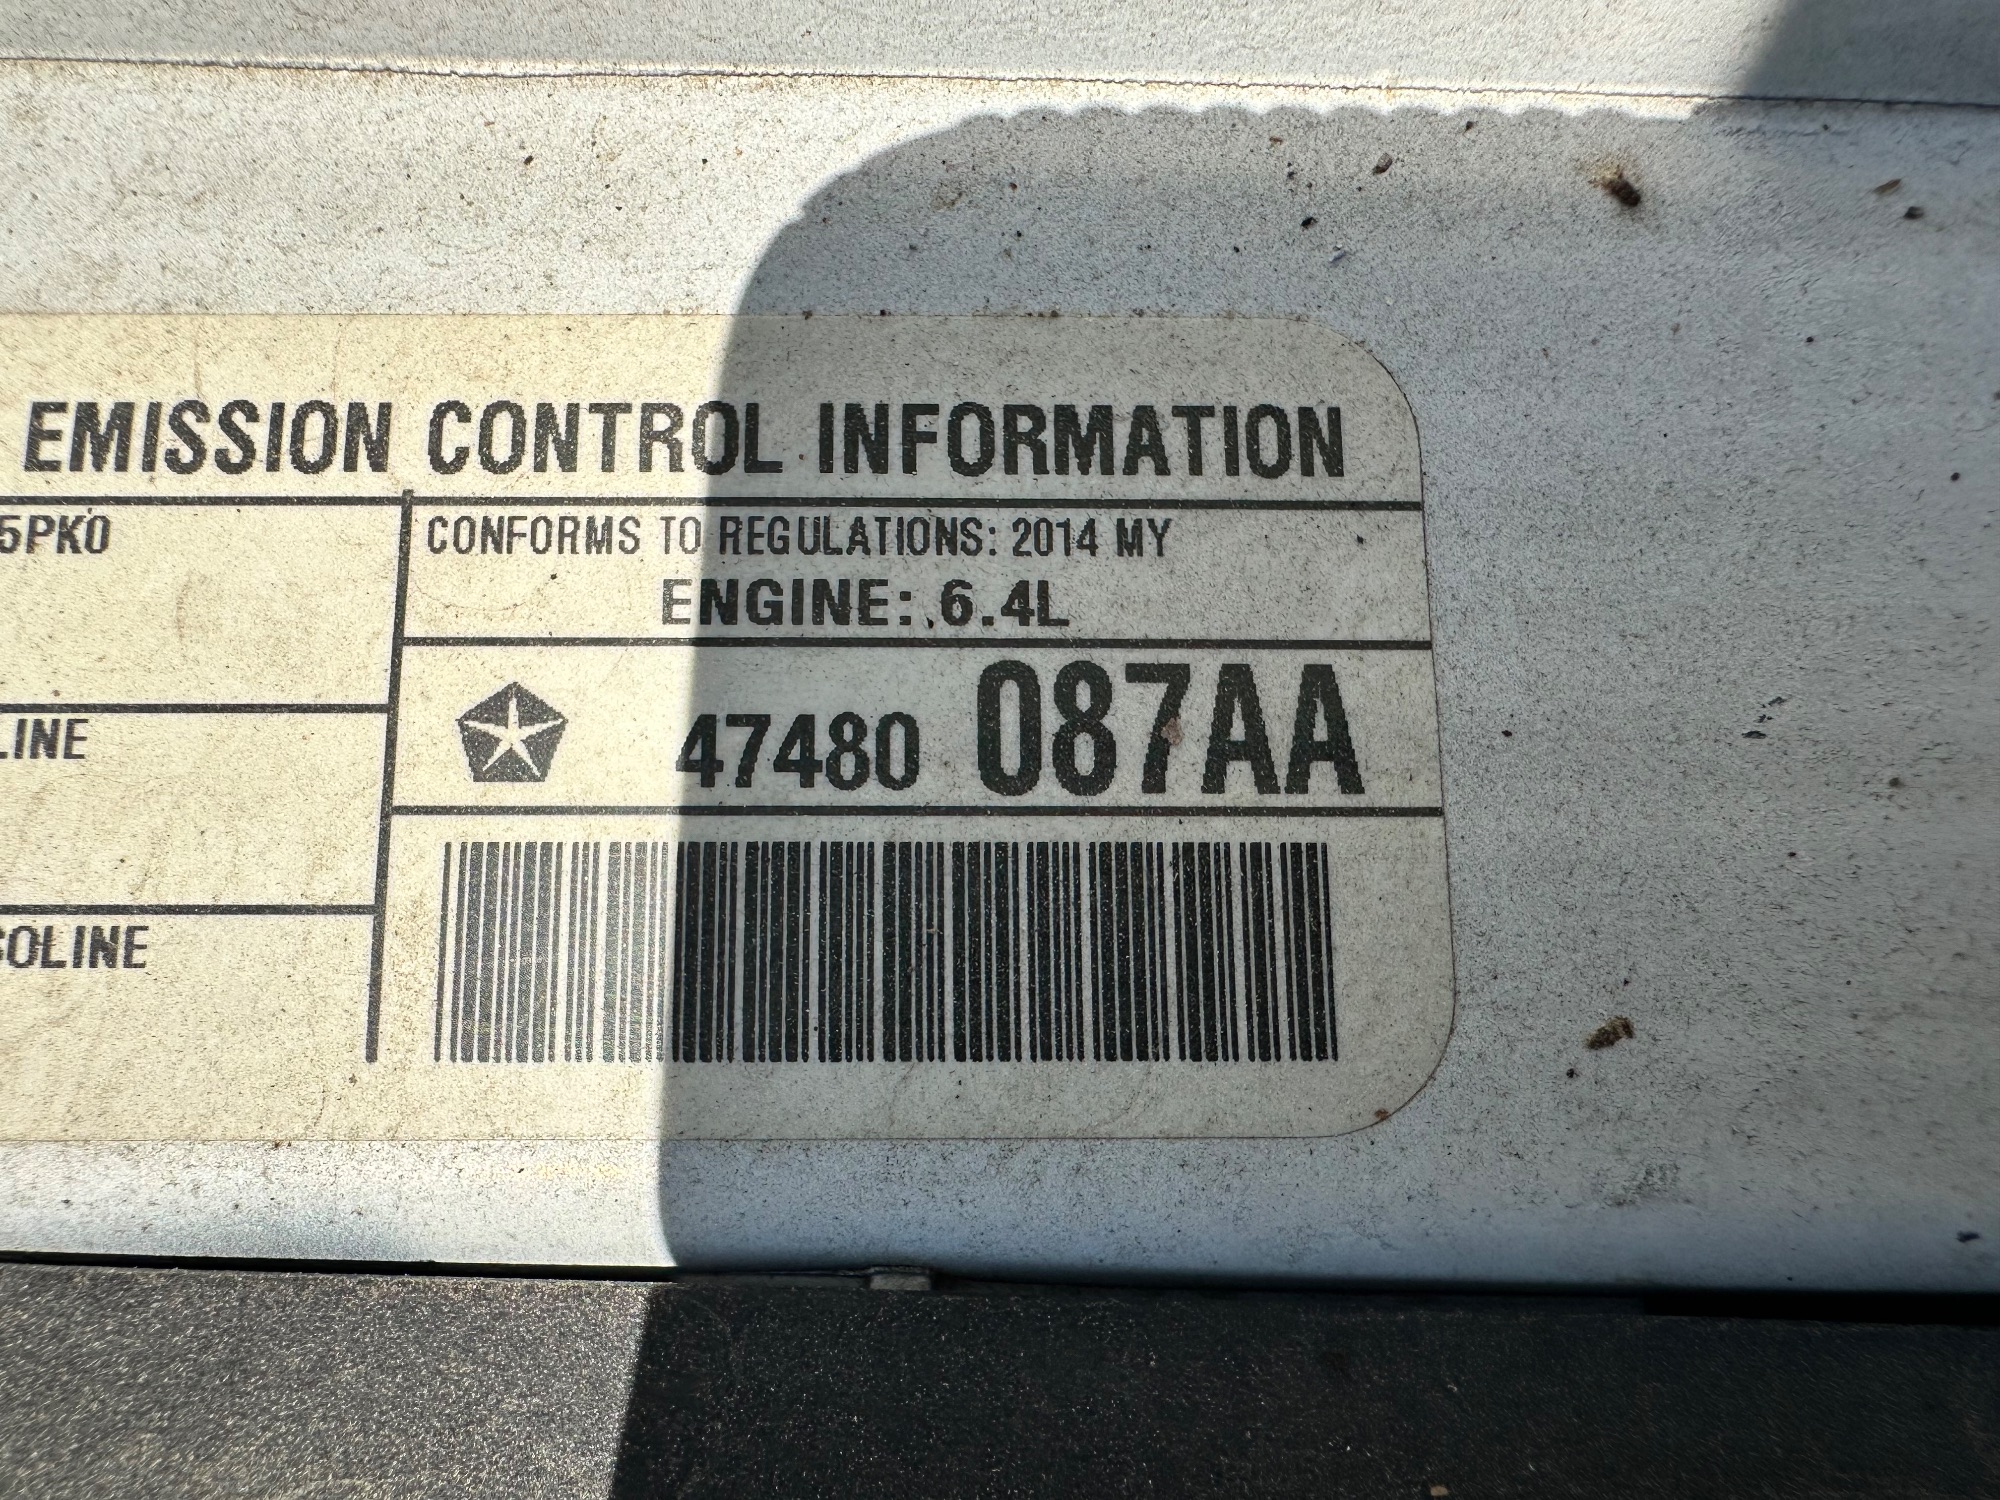 EMISSION CONTROL INFORMATION
5PK0
CONFORMS TO REGULATIONS: 2014 MY
ENGINE: 6.4L
LINE
47480 087AA
OLINE